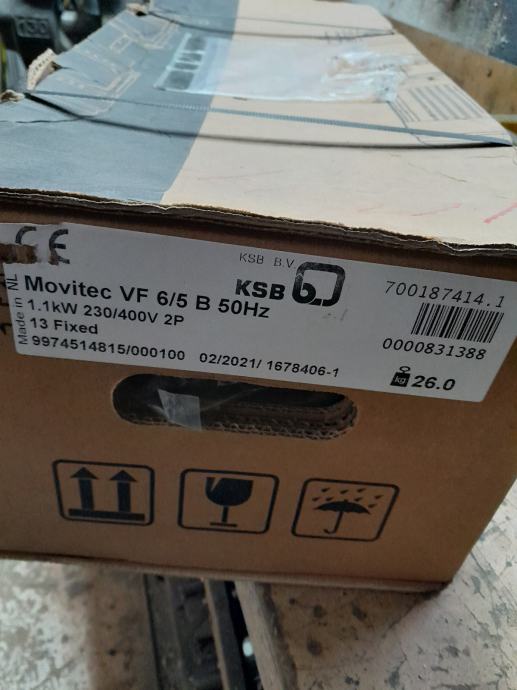 CE
KSB B.V
KSB
700187414.1
Made in NL
Movitec VF 6/5 B 50Hz
1.1kW 230/400V 2P
13 Fixed
9974514815/000100 02/2021/ 1678406-1
0000831388
kg 26.0